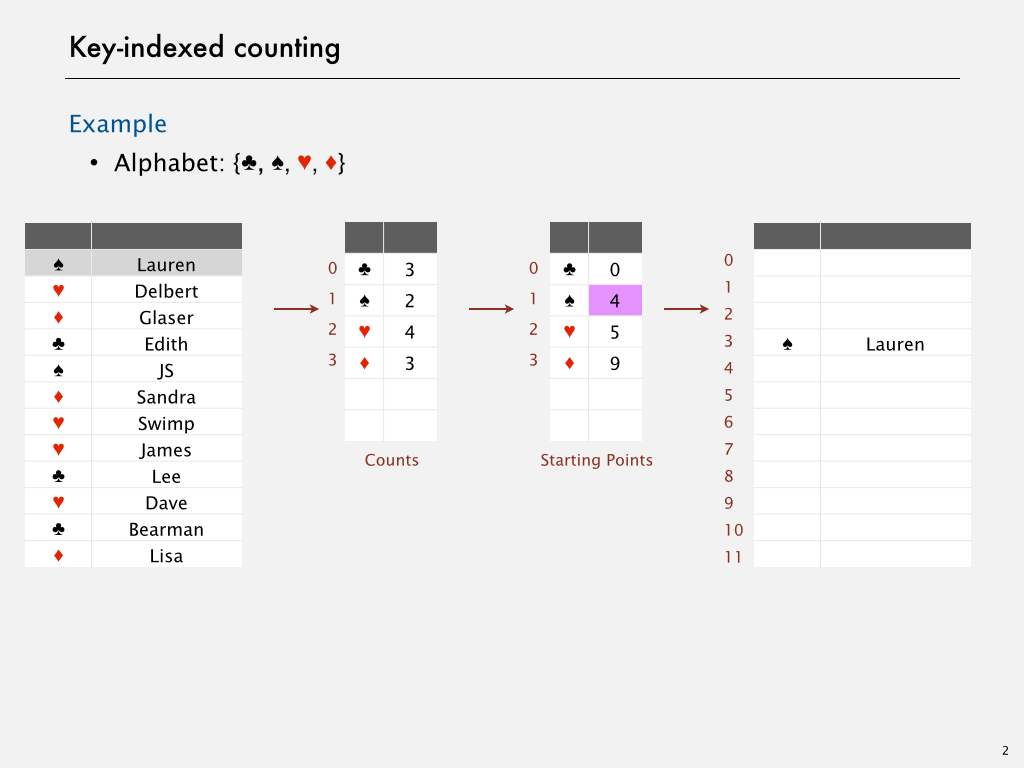 Key-indexed counting
Example
• Alphabet: {♣, ♠, ♥, ♦}
♠ Lauren
♥ Delbert
♦ Glaser
♣ Edith
♠ JS
♦ Sandra
♥ Swimp
♥ James
♣ Lee
♥ Dave
♣ Bearman
♦ Lisa
0 ♣ 3
1 ♠ 2
2 ♥ 4
3 ♦ 3
Counts
0 ♣ 0
1 ♠ 4
2 ♥ 5
3 ♦ 9
Starting Points
0
1
2
3 ♠ Lauren
4
5
6
7
8
9
10
11
2